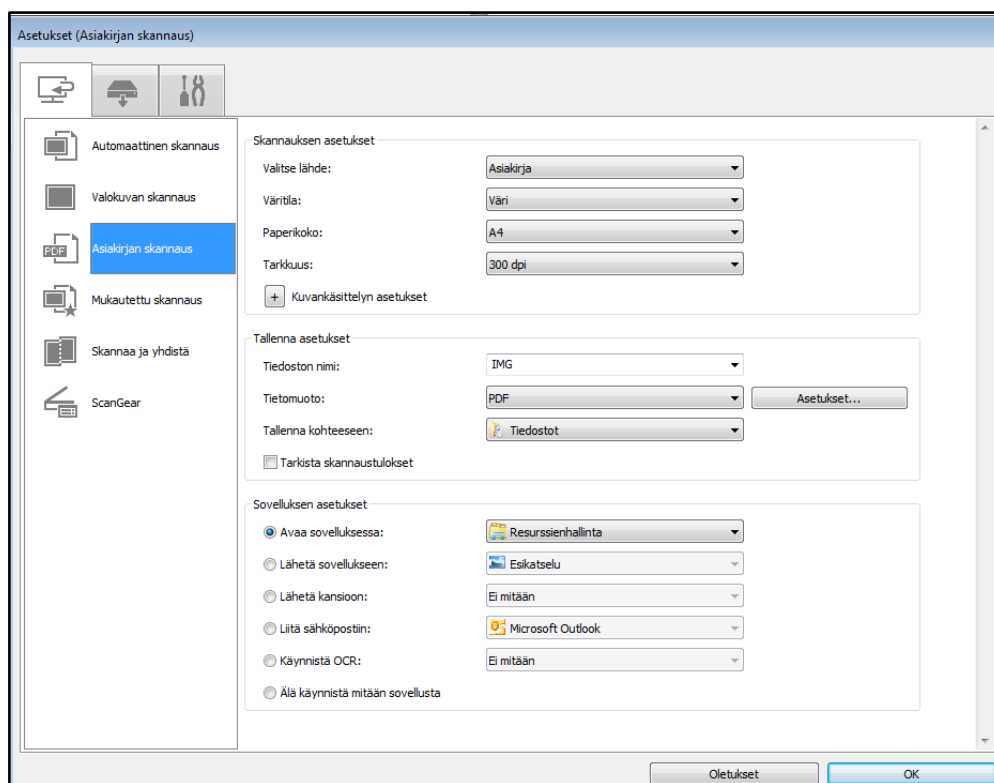 Asetukset (Asiakirjan skannaus)
Automaattinen skannaus
Valokuvan skannaus
PDF
Asiakirjan skannaus
Mukautettu skannaus
Skannaa ja yhdistä
ScanGear
Skannauksen asetukset
Valitse lähde: Asiakirja
Väritila: Väri
Paperikoko: A4
Tarkkuus: 300 dpi
+ Kuvankäsittelyn asetukset
Tallenna asetukset
Tiedoston nimi: IMG
Tietomuoto: PDF Asetukset...
Tallenna kohteeseen: Tiedostot
Tarkista skannaustulokset
Sovelluksen asetukset
Avaa sovelluksessa: Resurssienhallinta
Lähetä sovellukseen: Esikatselu
Lähetä kansioon: Ei mitään
Liitä sähköpostiin: Microsoft Outlook
Käynnistä OCR: Ei mitään
Älä käynnistä mitään sovellusta
Oletukset OK